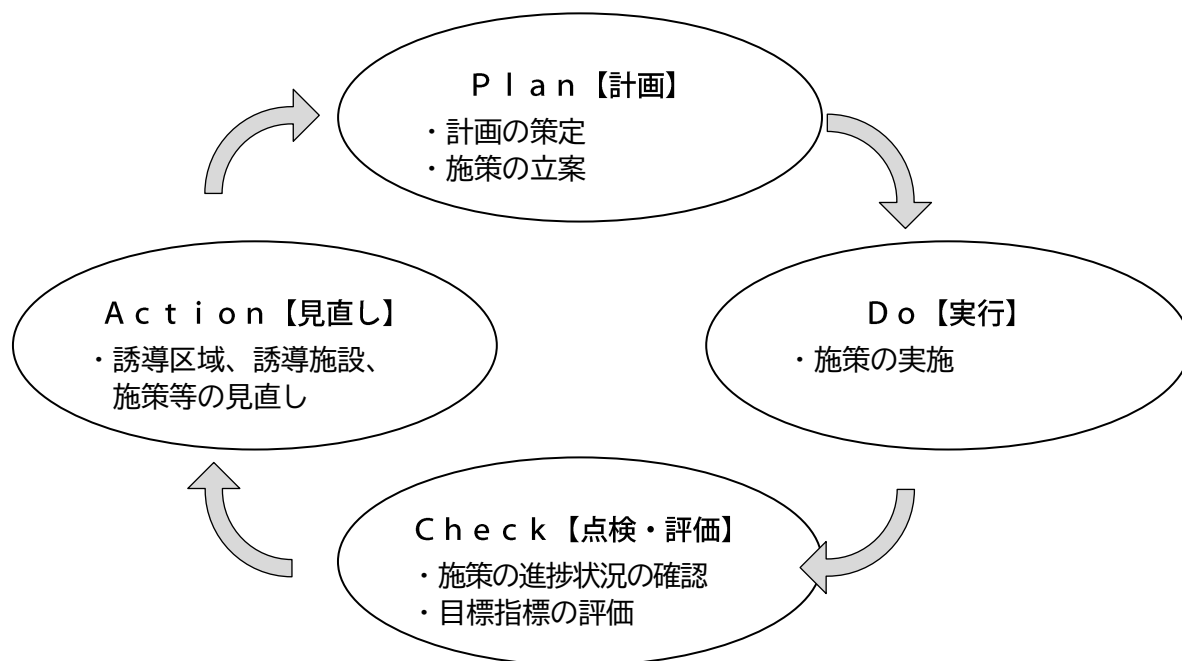 Ｐｌａｎ【計画】
・計画の策定
・施策の立案
Ｄｏ【実行】
・施策の実施
Ｃｈｅｃｋ【点検・評価】
・施策の進捗状況の確認
・目標指標の評価
Ａｃｔｉｏｎ【見直し】
・誘導区域、誘導施設、
施策等の見直し